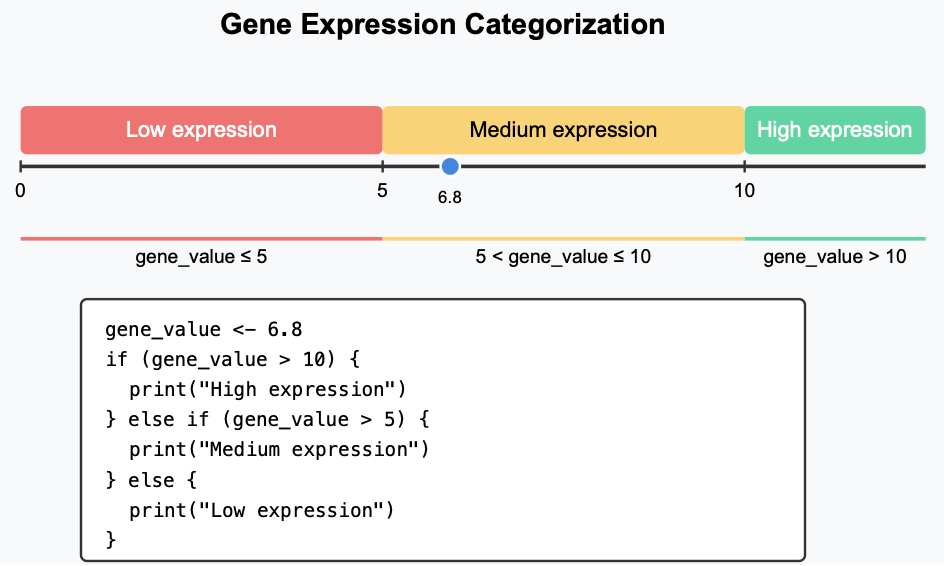 Gene Expression Categorization
Low expression Medium expression High expression
0 5 6.8 10
gene_value ≤ 5 5 < gene_value ≤ 10 gene_value > 10
gene_value <- 6.8
if (gene_value > 10) {
  print("High expression")
} else if (gene_value > 5) {
  print("Medium expression")
} else {
  print("Low expression")
}